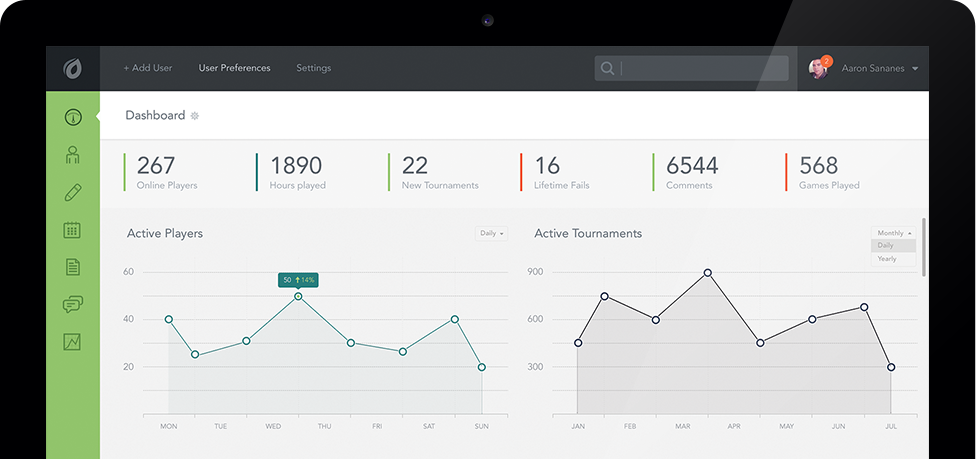 + Add User
User Preferences
Settings
2
Aaron Sananes
Dashboard
267
Online Players
1890
Hours played
22
New Tournaments
16
Lifetime Fails
6544
Comments
568
Games Played
Active Players
Daily
60
40
20
50 14%
MON TUE WED THU FRI SAT SUN
Active Tournaments
Monthly
Daily
Yearly
900
600
300
JAN FEB MAR APR MAY JUN JUL